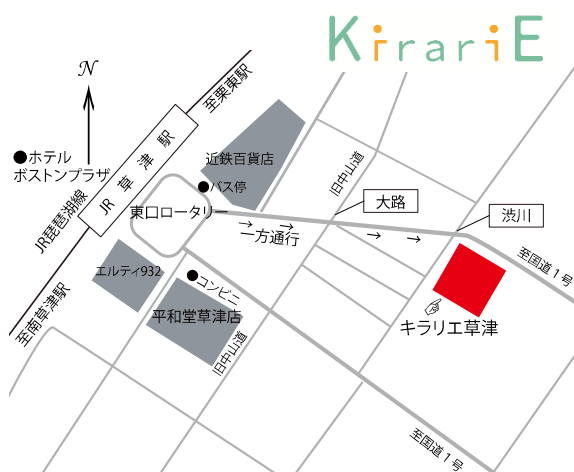 KirariE
N
至栗東駅
JR草津駅
近鉄百貨店
ホテル
ボストンプラザ
バス停
旧中山道
大路
JR琵琶湖線
東口ロータリー
渋川
一方通行
至国道1号
エルティ932
コンビニ
至南草津駅
平和堂草津店
キラリエ草津
旧中山道
至国道1号